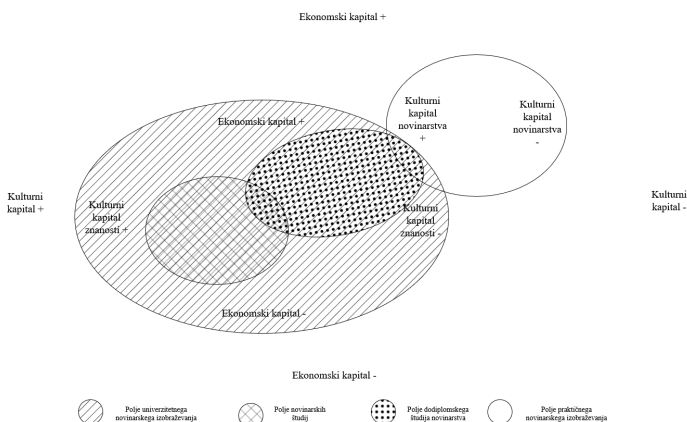 Ekonomski kapital +
Kulturni
kapital
novinarstva
+
Kulturni
kapital
novinarstva
-
Ekonomski kapital +
Kulturni
kapital +
Kulturni
kapital
znanosti +
Kulturni
kapital
znanosti -
Kulturni
kapital -
Ekonomski kapital -
Ekonomski kapital -
Polje univerzitetnega
novinarskega izobraževanja
Polje novinarskih
študij
Polje dodiplomskega
študija novinarstva
Polje praktičnega
novinarskega izobraževanja